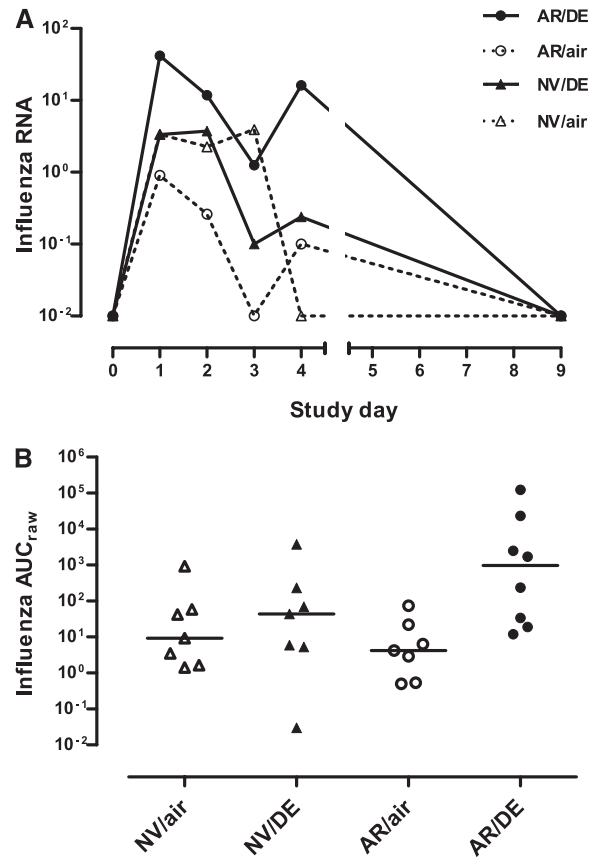 A
AR/DE
AR/air
NV/DE
NV/air
Influenza RNA
10²
10¹
10⁰
10⁻¹
10⁻²
0 1 2 3 4 5 6 7 8 9
Study day
B
Influenza AUCraw
10⁶
10⁵
10⁴
10³
10²
10¹
10⁰
10⁻¹
10⁻²
NV/air NV/DE AR/air AR/DE